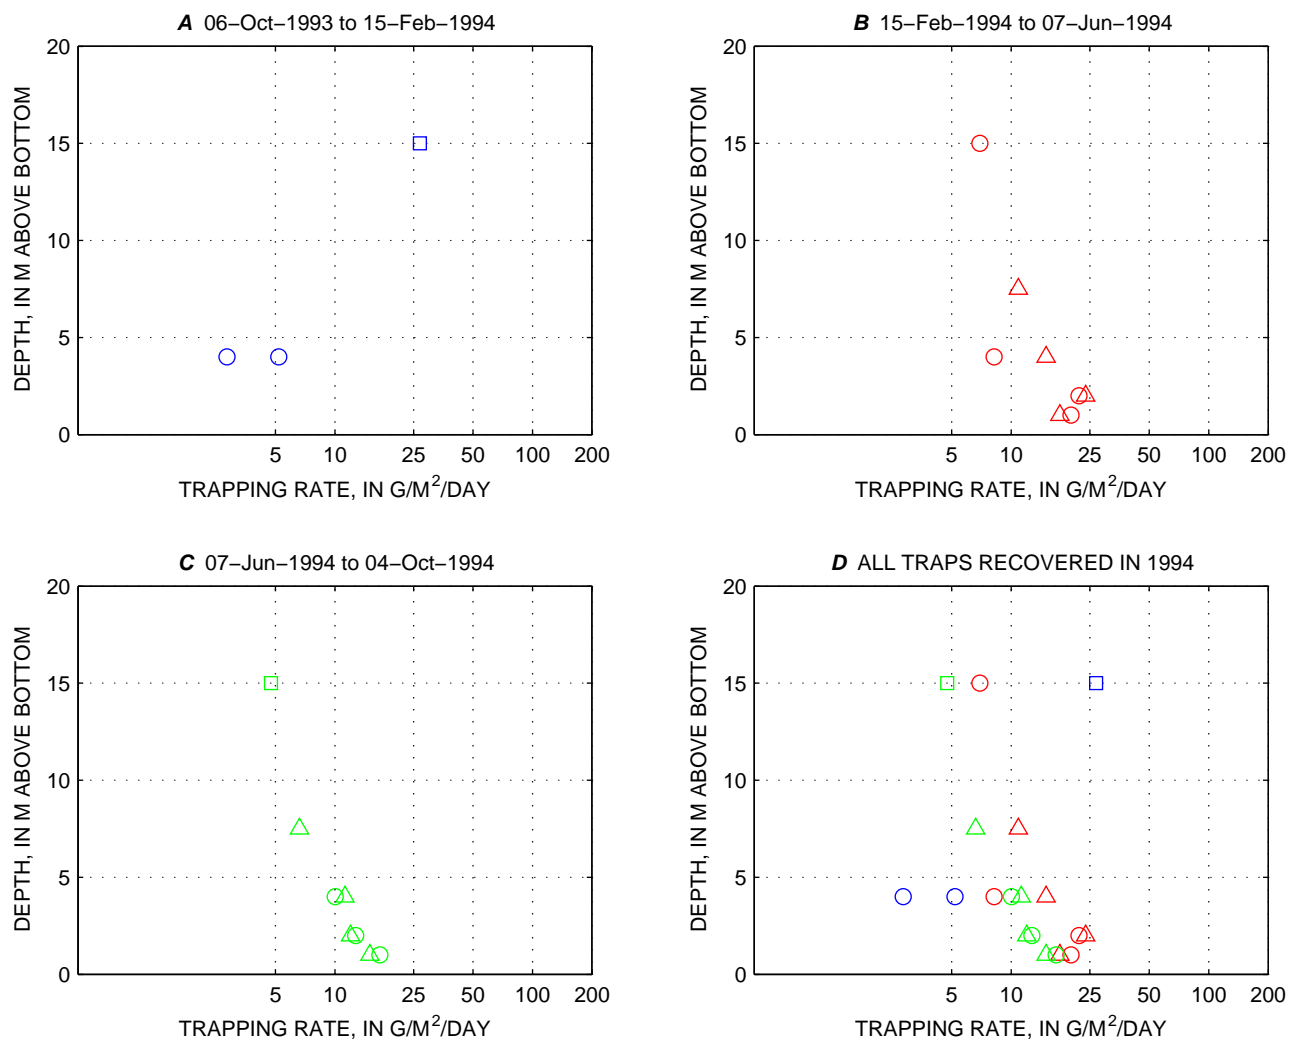 A 06–Oct–1993 to 15–Feb–1994
20
15
10
5
0
DEPTH, IN M ABOVE BOTTOM
5 10 25 50 100 200
TRAPPING RATE, IN G/M²/DAY
B 15–Feb–1994 to 07–Jun–1994
20
15
10
5
0
DEPTH, IN M ABOVE BOTTOM
5 10 25 50 100 200
TRAPPING RATE, IN G/M²/DAY
C 07–Jun–1994 to 04–Oct–1994
20
15
10
5
0
DEPTH, IN M ABOVE BOTTOM
5 10 25 50 100 200
TRAPPING RATE, IN G/M²/DAY
D ALL TRAPS RECOVERED IN 1994
20
15
10
5
0
DEPTH, IN M ABOVE BOTTOM
5 10 25 50 100 200
TRAPPING RATE, IN G/M²/DAY